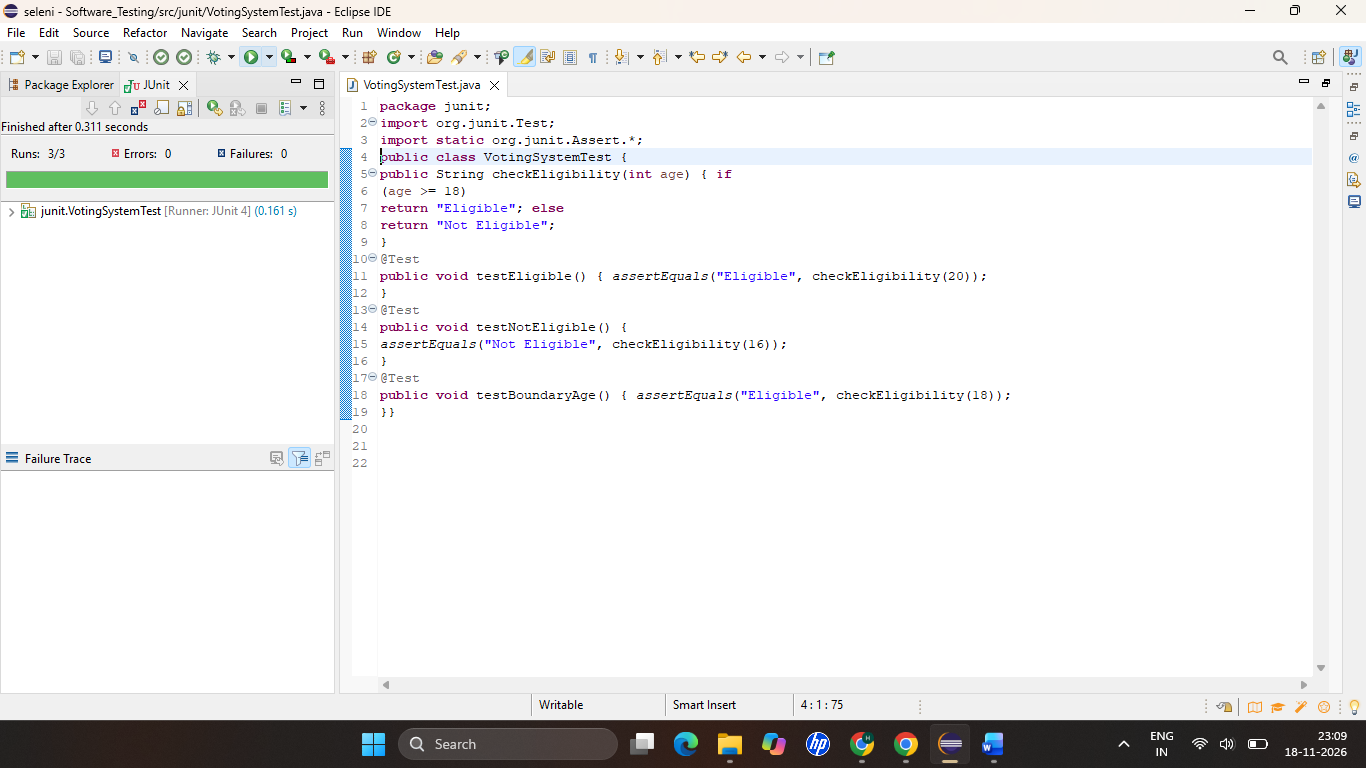 seleni - Software_Testing/src/junit/VotingSystemTest.java - Eclipse IDE
File Edit Source Refactor Navigate Search Project Run Window Help
Package Explorer JUnit
Finished after 0.311 seconds
Runs: 3/3 Errors: 0 Failures: 0
junit.VotingSystemTest [Runner: JUnit 4] (0.161 s)
Failure Trace
VotingSystemTest.java
1 package junit;
2 import org.junit.Test;
3 import static org.junit.Assert.*;
4 public class VotingSystemTest {
5 public String checkEligibility(int age) { if
6 (age >= 18)
7 return "Eligible"; else
8 return "Not Eligible";
9 }
10 @Test
11 public void testEligible() { assertEquals("Eligible", checkEligibility(20));
12 }
13 @Test
14 public void testNotEligible() {
15 assertEquals("Not Eligible", checkEligibility(16));
16 }
17 @Test
18 public void testBoundaryAge() { assertEquals("Eligible", checkEligibility(18));
19 }}
20
21
22
Writable Smart Insert 4 : 1 : 75
Search
ENG
IN
23:09
18-11-2026